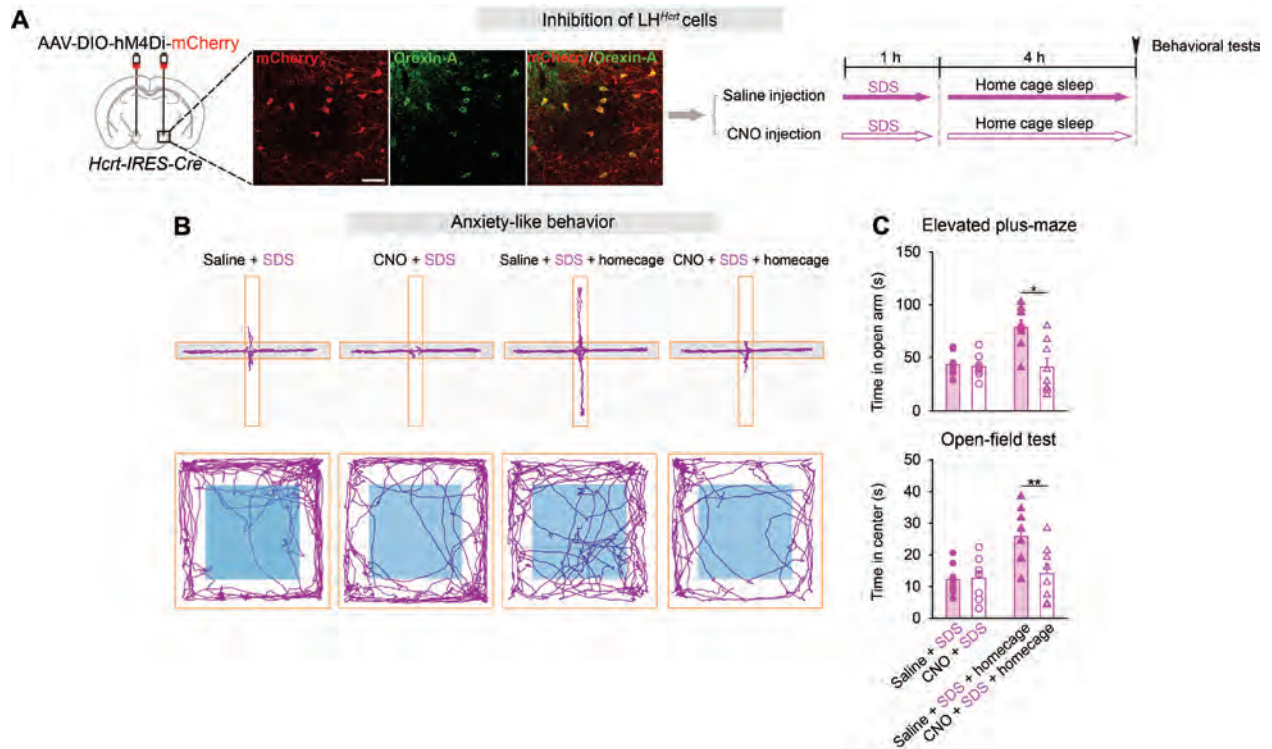 A
Inhibition of LHHcrt cells
AAV-DIO-hM4Di-mCherry
Hcrt-IRES-Cre
mCherry
Orexin-A
mCherry/Orexin-A
Saline injection
CNO injection
1 h
4 h
Behavioral tests
SDS
Home cage sleep
SDS
Home cage sleep
B
Anxiety-like behavior
Saline + SDS
CNO + SDS
Saline + SDS + homecage
CNO + SDS + homecage
C
Elevated plus-maze
Time in open arm (s)
150
100
50
0
*
Open-field test
Time in center (s)
50
40
30
20
10
0
**
Saline + SDS
CNO + SDS
Saline + SDS + homecage
CNO + SDS + homecage